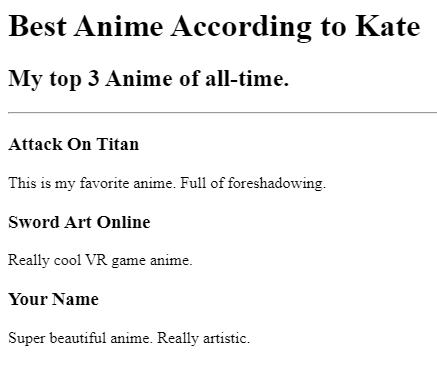 Best Anime According to Kate
My top 3 Anime of all-time.
Attack On Titan
This is my favorite anime. Full of foreshadowing.
Sword Art Online
Really cool VR game anime.
Your Name
Super beautiful anime. Really artistic.